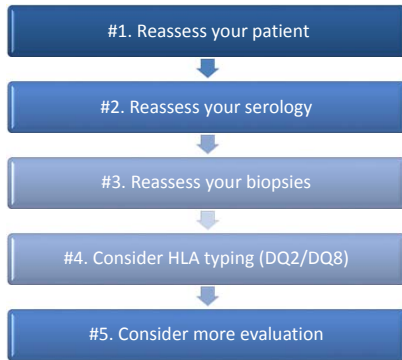 #1. Reassess your patient
#2. Reassess your serology
#3. Reassess your biopsies
#4. Consider HLA typing (DQ2/DQ8)
#5. Consider more evaluation